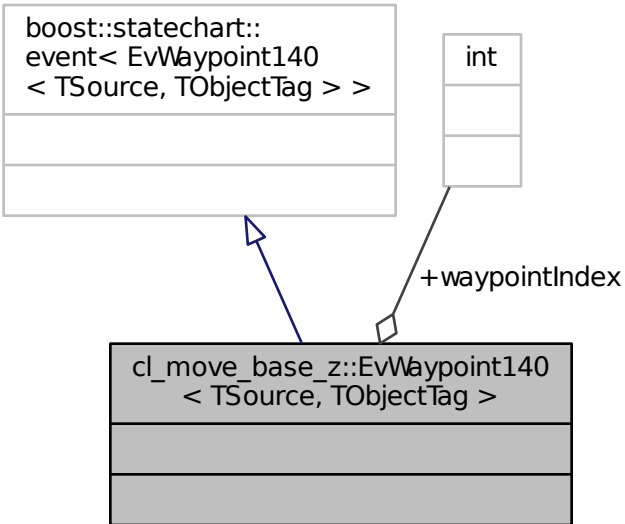 boost::statechart::
event< EvWaypoint140
< TSource, TObjectTag > >
int
+waypointIndex
cl_move_base_z::EvWaypoint140
< TSource, TObjectTag >